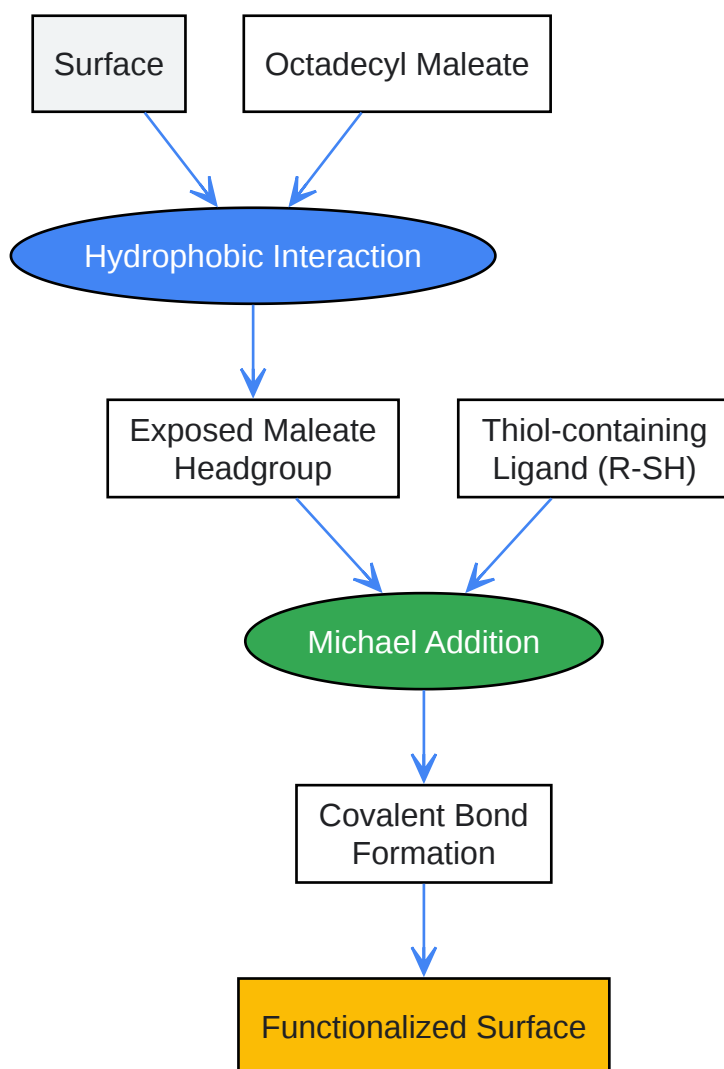 Surface
Octadecyl Maleate
Hydrophobic Interaction
Exposed Maleate
Headgroup
Thiol-containing
Ligand (R-SH)
Michael Addition
Covalent Bond
Formation
Functionalized Surface